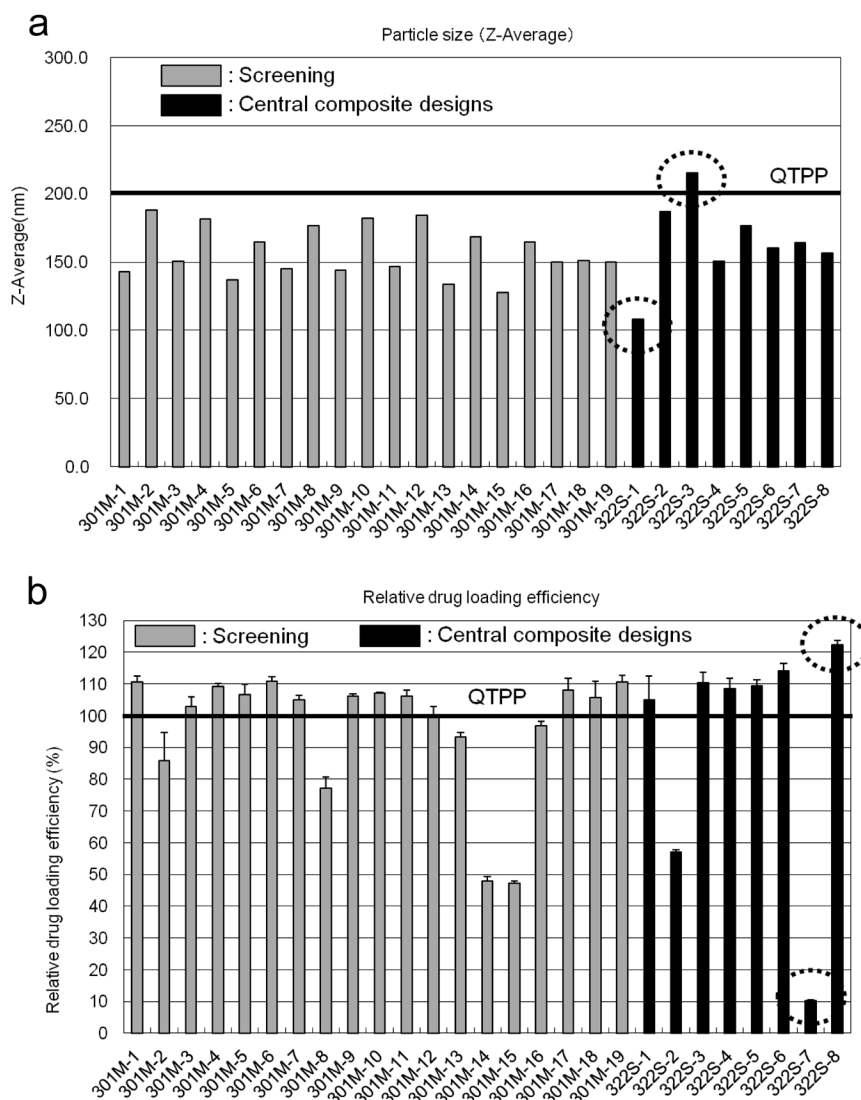 a
Particle size (Z-Average)
300.0
: Screening
: Central composite designs
250.0
QTPP
200.0
Z-Average(nm)
150.0
100.0
50.0
0.0
301M-1
301M-2
301M-3
301M-4
301M-5
301M-6
301M-7
301M-8
301M-9
301M-10
301M-11
301M-12
301M-13
301M-14
301M-15
301M-16
301M-17
301M-18
301M-19
322S-1
322S-2
322S-3
322S-4
322S-5
322S-6
322S-7
322S-8
b
Relative drug loading efficiency
130
: Screening
: Central composite designs
120
110
QTPP
100
90
80
70
Relative drug loading efficiency (%)
60
50
40
30
20
10
0
301M-1
301M-2
301M-3
301M-4
301M-5
301M-6
301M-7
301M-8
301M-9
301M-10
301M-11
301M-12
301M-13
301M-14
301M-15
301M-16
301M-17
301M-18
301M-19
322S-1
322S-2
322S-3
322S-4
322S-5
322S-6
322S-7
322S-8